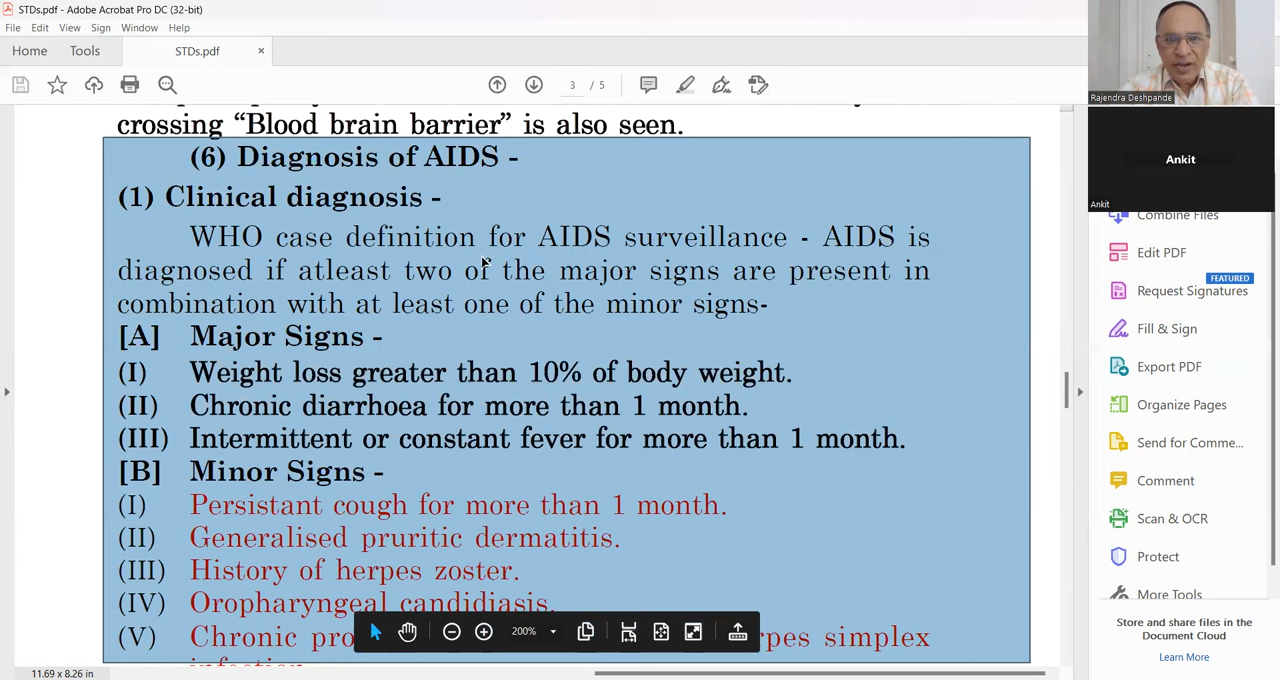 STDs.pdf - Adobe Acrobat Pro DC (32-bit)
File Edit View Sign Window Help
Home Tools STDs.pdf ×
3 / 5
crossing “Blood brain barrier” is also seen.
(6) Diagnosis of AIDS -
(1) Clinical diagnosis -
WHO case definition for AIDS surveillance - AIDS is
diagnosed if atleast two of the major signs are present in
combination with at least one of the minor signs-
[A] Major Signs -
(I) Weight loss greater than 10% of body weight.
(II) Chronic diarrhoea for more than 1 month.
(III) Intermittent or constant fever for more than 1 month.
[B] Minor Signs -
(I) Persistant cough for more than 1 month.
(II) Generalised pruritic dermatitis.
(III) History of herpes zoster.
(IV) Oropharyngeal candidiasis.
(V) Chronic pro rpes simplex
200%
11.69 x 8.26 in
Rajendra Deshpande
Ankit
Ankit
Combine Files
Edit PDF
FEATURED
Request Signatures
Fill & Sign
Export PDF
Organize Pages
Send for Comme...
Comment
Scan & OCR
Protect
More Tools
Store and share files in the
Document Cloud
Learn More